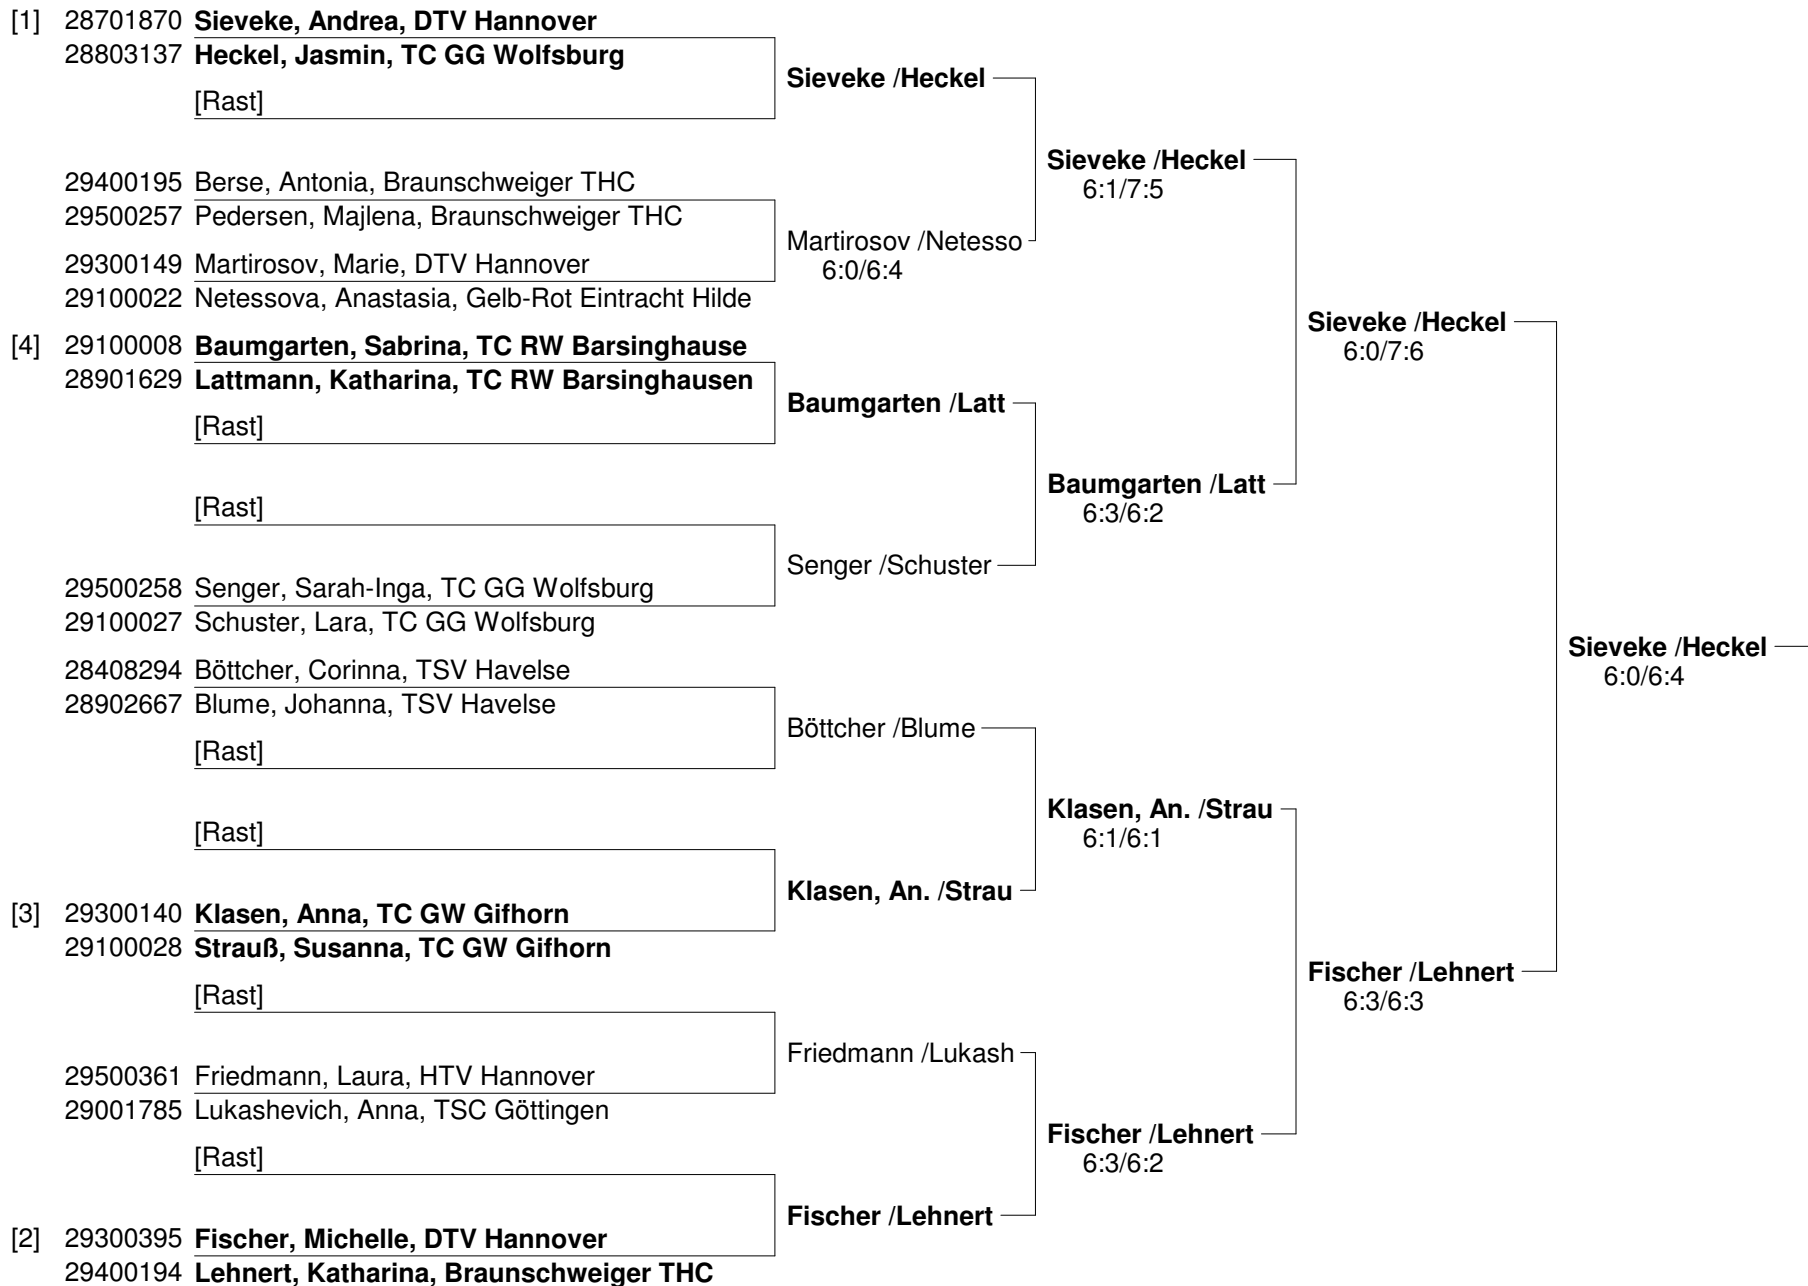 [1] 28701870 Sieveke, Andrea, DTV Hannover
28803137 Heckel, Jasmin, TC GG Wolfsburg
Sieveke /Heckel
[Rast]
Sieveke /Heckel
6:1/7:5
29400195 Berse, Antonia, Braunschweiger THC
29500257 Pedersen, Majlena, Braunschweiger THC
Martirosov /Netesso
6:0/6:4
29300149 Martirosov, Marie, DTV Hannover
29100022 Netessova, Anastasia, Gelb-Rot Eintracht Hilde
Sieveke /Heckel
6:0/7:6
[4] 29100008 Baumgarten, Sabrina, TC RW Barsinghause
28901629 Lattmann, Katharina, TC RW Barsinghausen
Baumgarten /Latt
[Rast]
Baumgarten /Latt
6:3/6:2
[Rast]
Senger /Schuster
29500258 Senger, Sarah-Inga, TC GG Wolfsburg
29100027 Schuster, Lara, TC GG Wolfsburg
Sieveke /Heckel
6:0/6:4
28408294 Böttcher, Corinna, TSV Havelse
28902667 Blume, Johanna, TSV Havelse
Böttcher /Blume
[Rast]
Klasen, An. /Strau
6:1/6:1
[Rast]
Klasen, An. /Strau
[3] 29300140 Klasen, Anna, TC GW Gifhorn
29100028 Strauß, Susanna, TC GW Gifhorn
Fischer /Lehnert
6:3/6:3
[Rast]
Friedmann /Lukash
29500361 Friedmann, Laura, HTV Hannover
29001785 Lukashevich, Anna, TSC Göttingen
Fischer /Lehnert
6:3/6:2
[Rast]
Fischer /Lehnert
[2] 29300395 Fischer, Michelle, DTV Hannover
29400194 Lehnert, Katharina, Braunschweiger THC